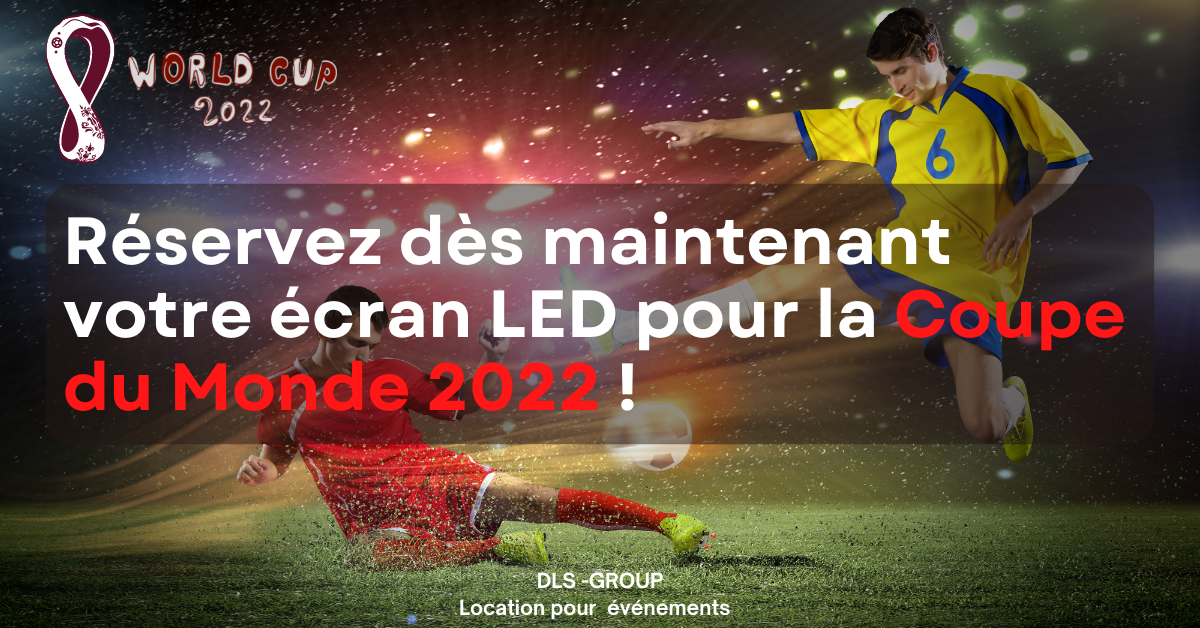 WORLD CUP
2022
6
Réservez dès maintenant
votre écran LED pour la Coupe
du Monde 2022 !
DLS -GROUP
Location pour événements